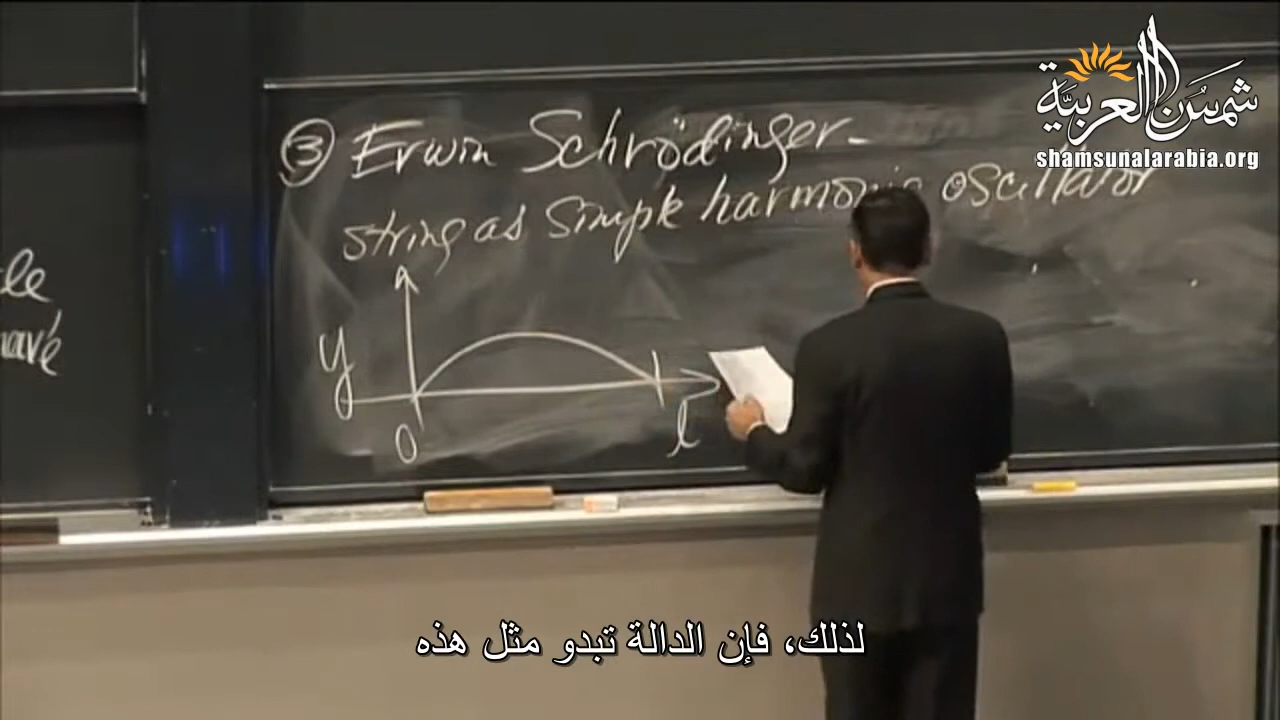 شمس العربية
shamsunalarabia.org
③ Erwin Schrödinger -
string as simple harmonic oscillator
y
0
l
le
لذلك، فإن الدالة تبدو مثل هذه